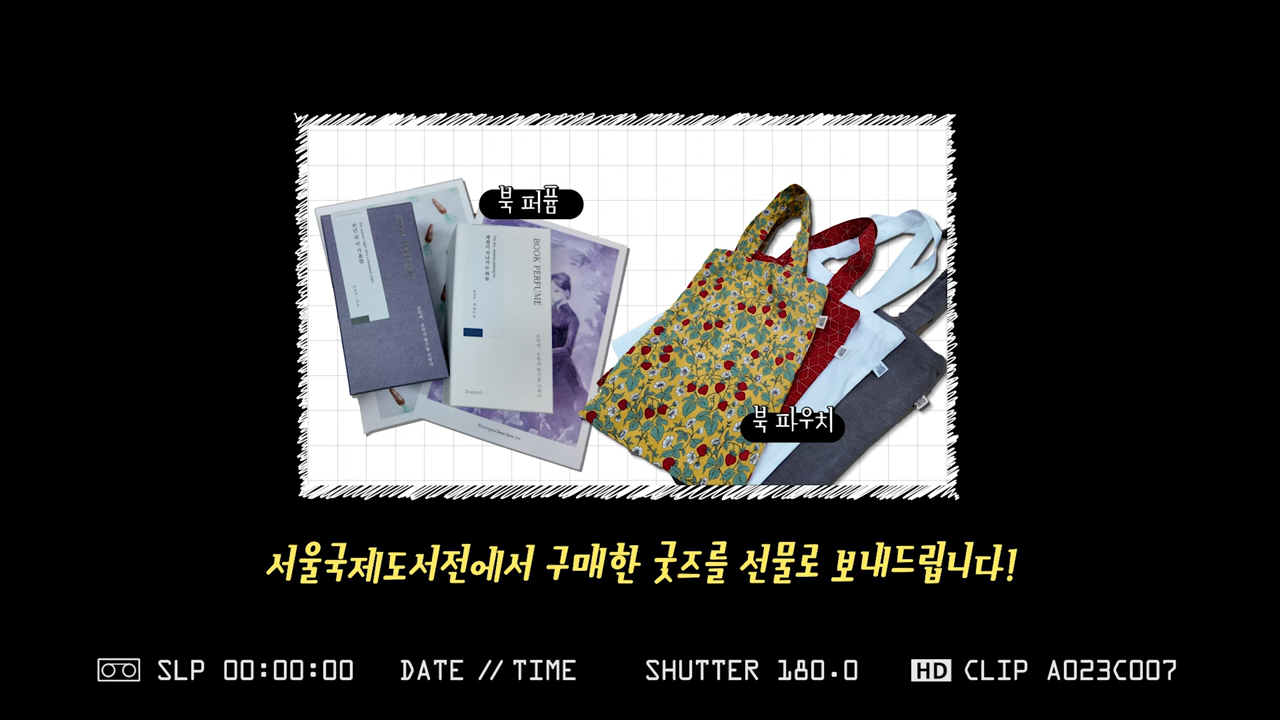 북 퍼퓸
BOOK PERFUME
북 파우치
서울국제도서전에서 구매한 굿즈를 선물로 보내드립니다!
SLP 00:00:00 DATE // TIME SHUTTER 180.0 HD CLIP A023C007